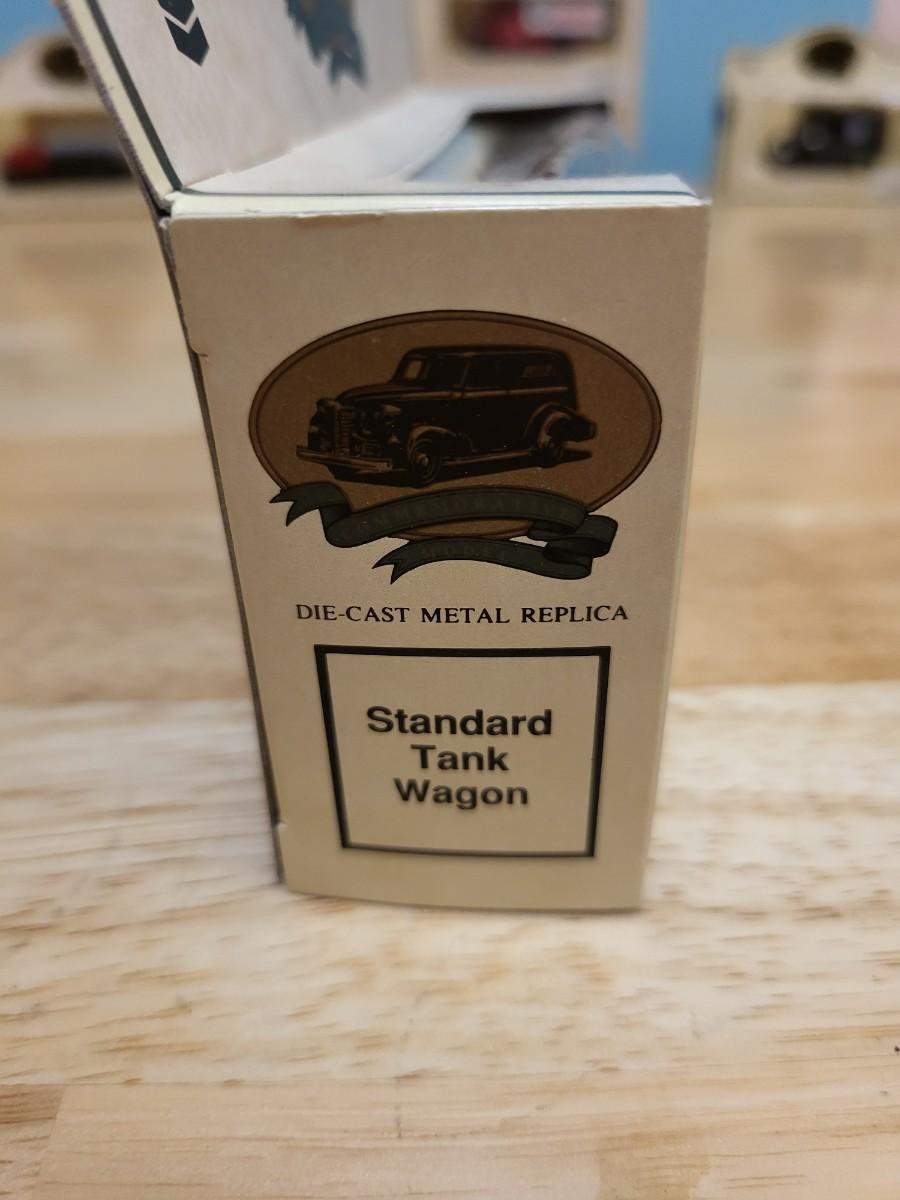 DIE-CAST METAL REPLICA
Standard
Tank
Wagon